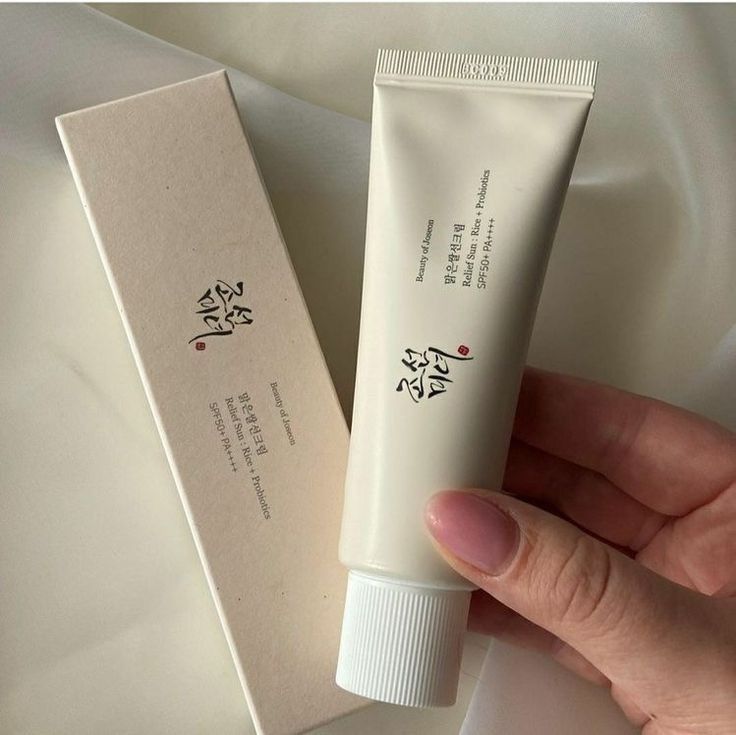 Beauty of Joseon
맑은쌀선크림
Relief Sun : Rice + Probiotics
SPF50+ PA++++
조선
미녀
조선
미녀
Beauty of Joseon
맑은쌀선크림
Relief Sun : Rice + Probiotics
SPF50+ PA++++